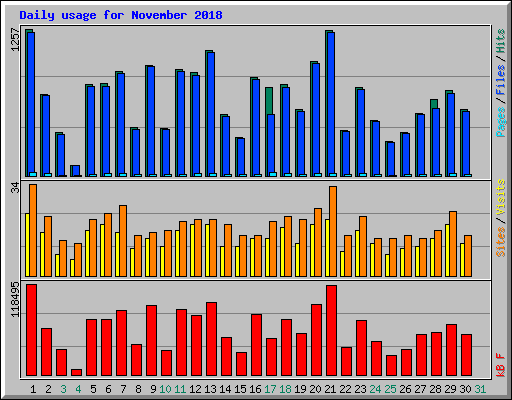 Daily usage for November 2018
1257
Pages / Files / Hits
34
Sites / Visits
118495
kB F
1 2 3 4 5 6 7 8 9 10 11 12 13 14 15 16 17 18 19 20 21 22 23 24 25 26 27 28 29 30 31